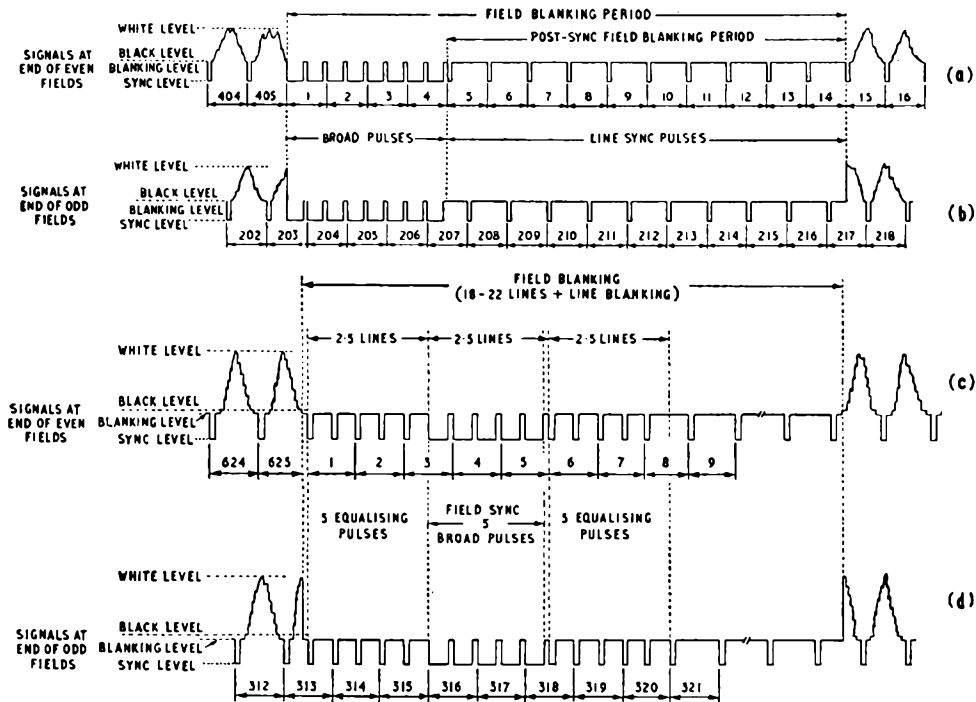 FIELD BLANKING PERIOD
WHITE LEVEL
POST-SYNC FIELD BLANKING PERIOD
SIGNALS AT
END OF EVEN
FIELDS
BLACK LEVEL
BLANKING LEVEL
SYNC LEVEL
(a)
404 405 1 2 3 4 5 6 7 8 9 10 11 12 13 14 15 16
BROAD PULSES
LINE SYNC PULSES
WHITE LEVEL
SIGNALS AT
END OF ODD
FIELDS
BLACK LEVEL
BLANKING LEVEL
SYNC LEVEL
(b)
202 203 204 205 206 207 208 209 210 211 212 213 214 215 216 217 218
FIELD BLANKING
(18-22 LINES + LINE BLANKING)
2·5 LINES 2·5 LINES 2·5 LINES
WHITE LEVEL
(c)
SIGNALS AT
END OF EVEN
FIELDS
BLACK LEVEL
BLANKING LEVEL
SYNC LEVEL
624 625 1 2 3 4 5 6 7 8 9
5 EQUALISING
PULSES
FIELD SYNC
5
BROAD PULSES
5 EQUALISING
PULSES
WHITE LEVEL
(d)
SIGNALS AT
END OF ODD
FIELDS
BLACK LEVEL
BLANKING LEVEL
SYNC LEVEL
312 313 314 315 316 317 318 319 320 321